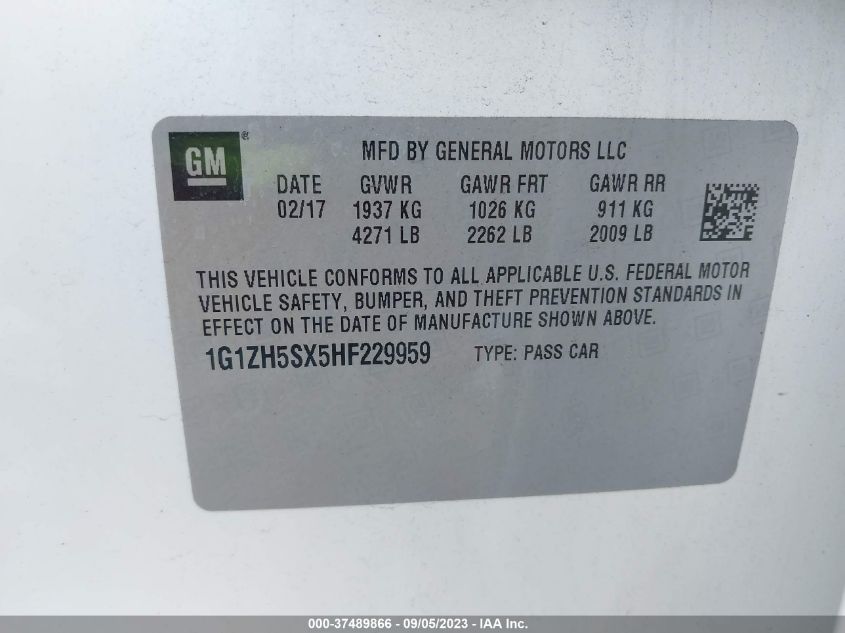 GM®
MFD BY GENERAL MOTORS LLC
DATE GVWR GAWR FRT GAWR RR
02/17 1937 KG 1026 KG 911 KG
4271 LB 2262 LB 2009 LB
THIS VEHICLE CONFORMS TO ALL APPLICABLE U.S. FEDERAL MOTOR
VEHICLE SAFETY, BUMPER, AND THEFT PREVENTION STANDARDS IN
EFFECT ON THE DATE OF MANUFACTURE SHOWN ABOVE.
1G1ZH5SX5HF229959 TYPE: PASS CAR
000-37489866 - 09/05/2023 - IAA Inc.